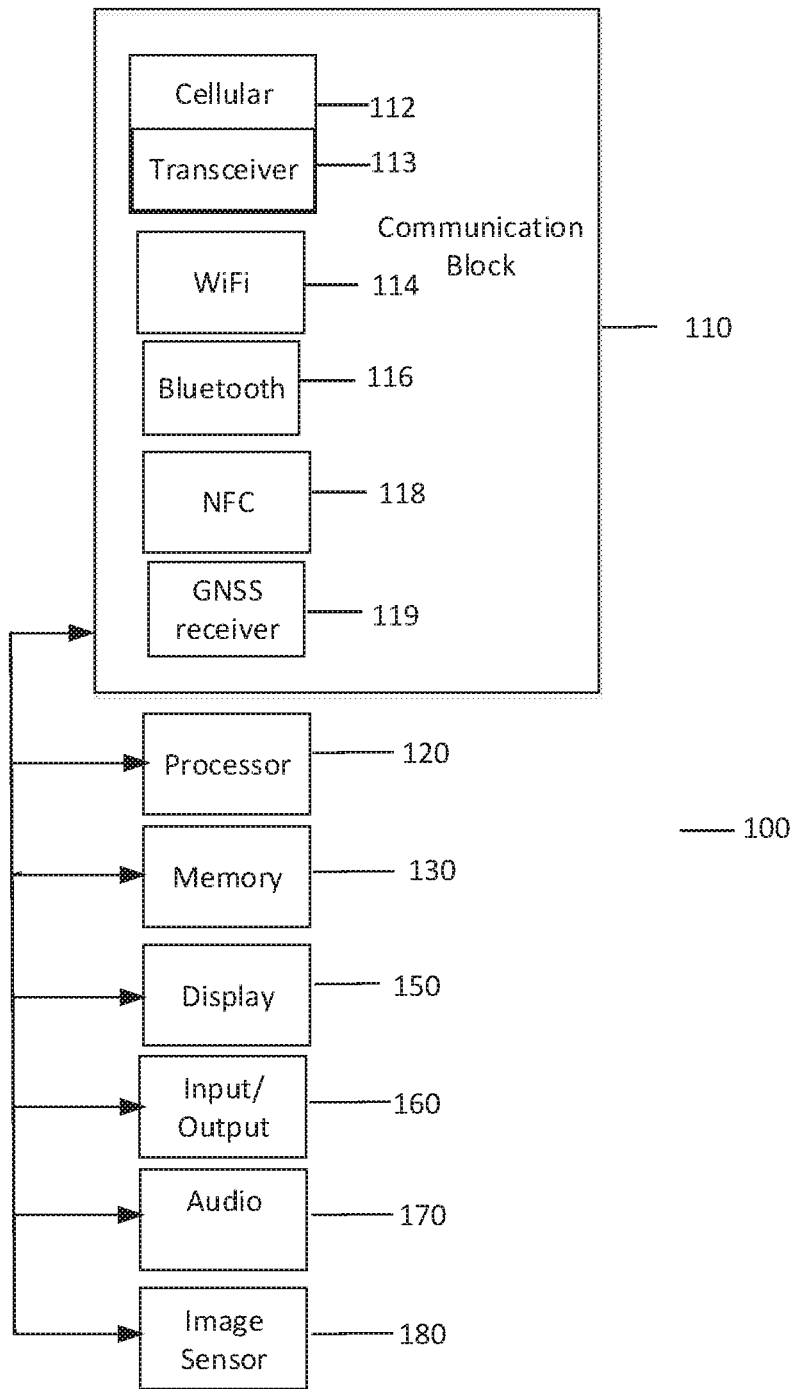 Cellular
112
Transceiver
113
Communication
Block
WiFi
114
110
Bluetooth
116
NFC
118
GNSS
receiver
119
Processor
120
100
Memory
130
Display
150
Input/
Output
160
Audio
170
Image
Sensor
180